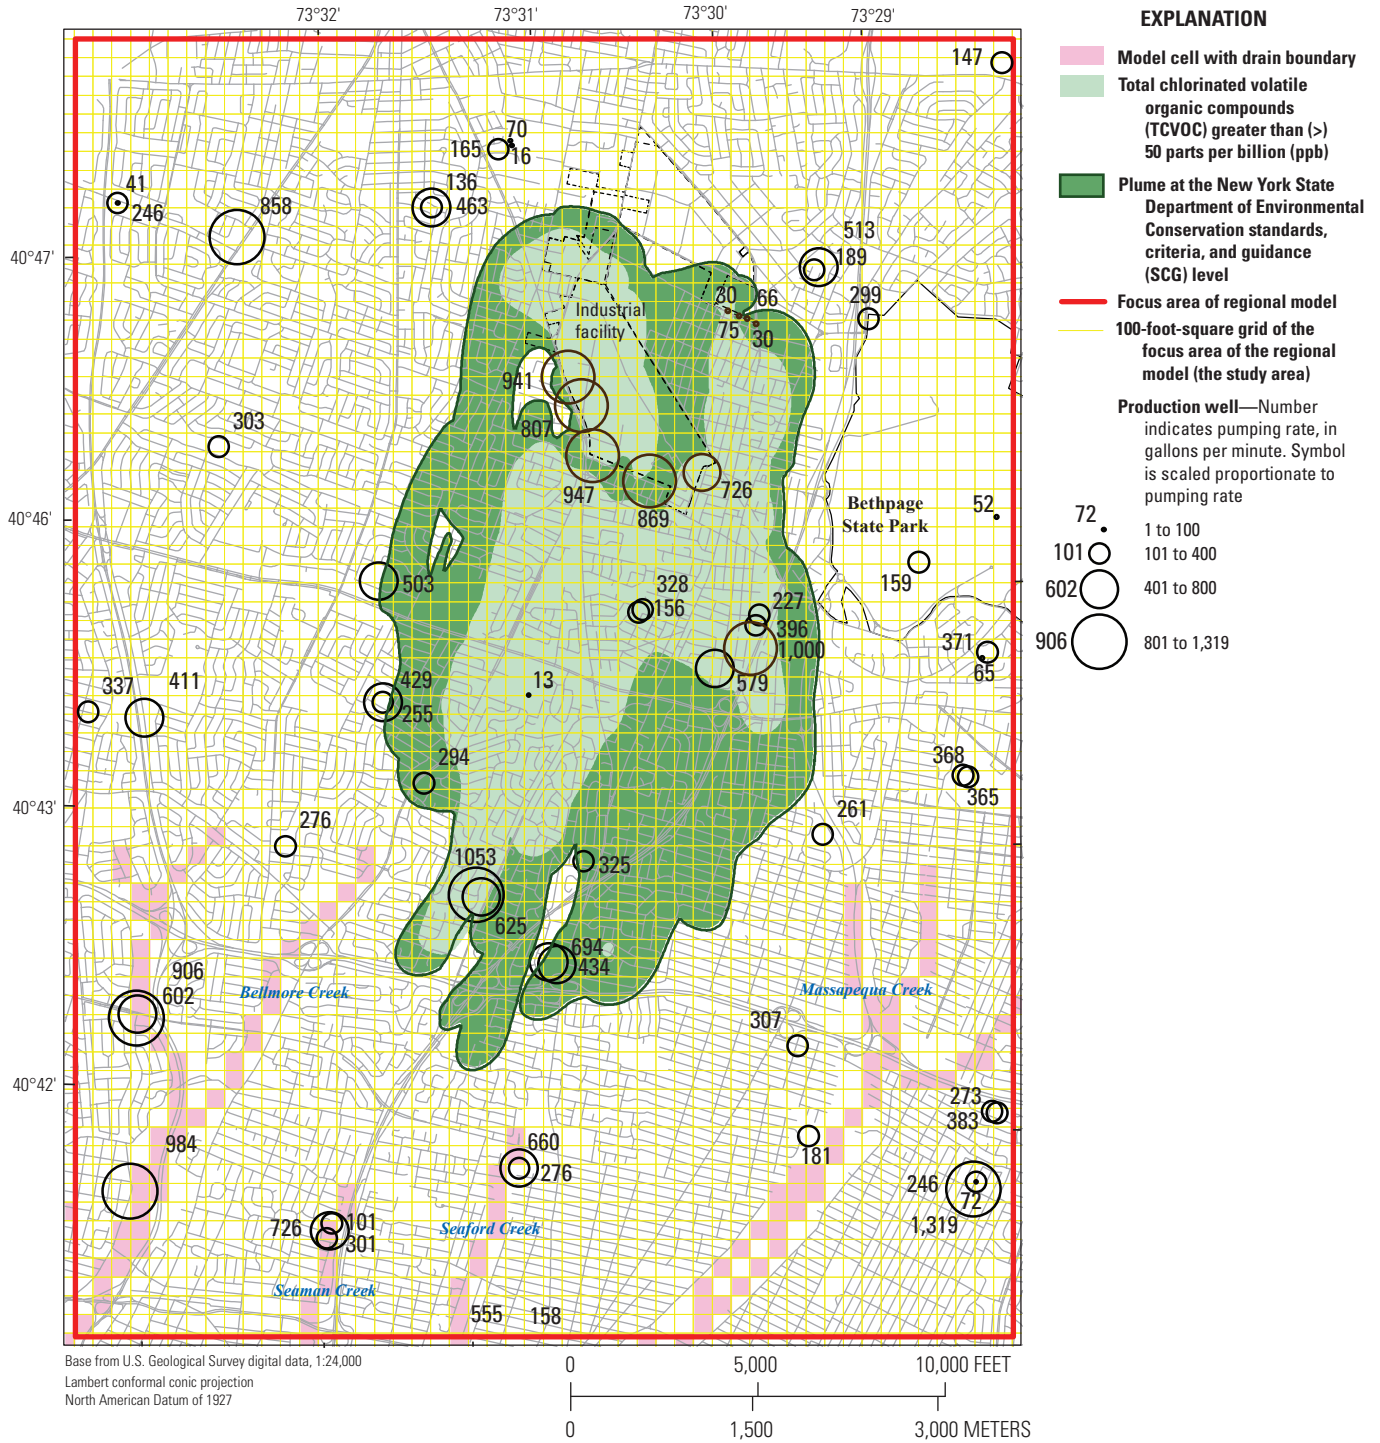 73°32'
73°31'
73°30'
73°29'
147
70
165
16
41
246
136
463
858
513
189
40°47'
299
30
66
75
30
Industrial
facility
941
807
303
947
869
726
40°46'
Bethpage
State Park
52
159
503
328
156
227
396
1,000
579
371
65
337
411
429
255
13
294
368
365
40°43'
276
261
1053
325
625
694
434
906
602
Bellmore Creek
Massapequa Creek
307
40°42'
273
383
984
660
276
181
246
72
1,319
726
101
301
Seaford Creek
Seaman Creek
555
158
Base from U.S. Geological Survey digital data, 1:24,000
Lambert conformal conic projection
North American Datum of 1927
0
5,000
10,000 FEET
0
1,500
3,000 METERS
EXPLANATION
Model cell with drain boundary
Total chlorinated volatile
organic compounds
(TCVOC) greater than (>)
50 parts per billion (ppb)
Plume at the New York State
Department of Environmental
Conservation standards,
criteria, and guidance
(SCG) level
Focus area of regional model
100-foot-square grid of the
focus area of the regional
model (the study area)
Production well—Number
indicates pumping rate, in
gallons per minute. Symbol
is scaled proportionate to
pumping rate
72
1 to 100
101
101 to 400
602
401 to 800
906
801 to 1,319